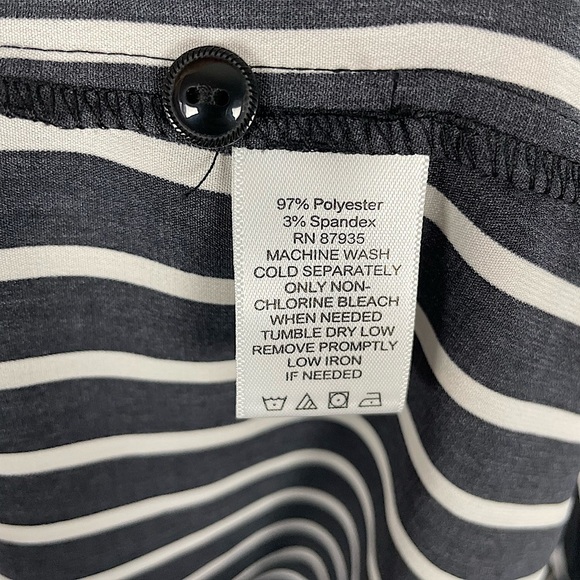 97% Polyester
3% Spandex
RN 87935
MACHINE WASH
COLD SEPARATELY
ONLY NON-
CHLORINE BLEACH
WHEN NEEDED
TUMBLE DRY LOW
REMOVE PROMPTLY
LOW IRON
IF NEEDED